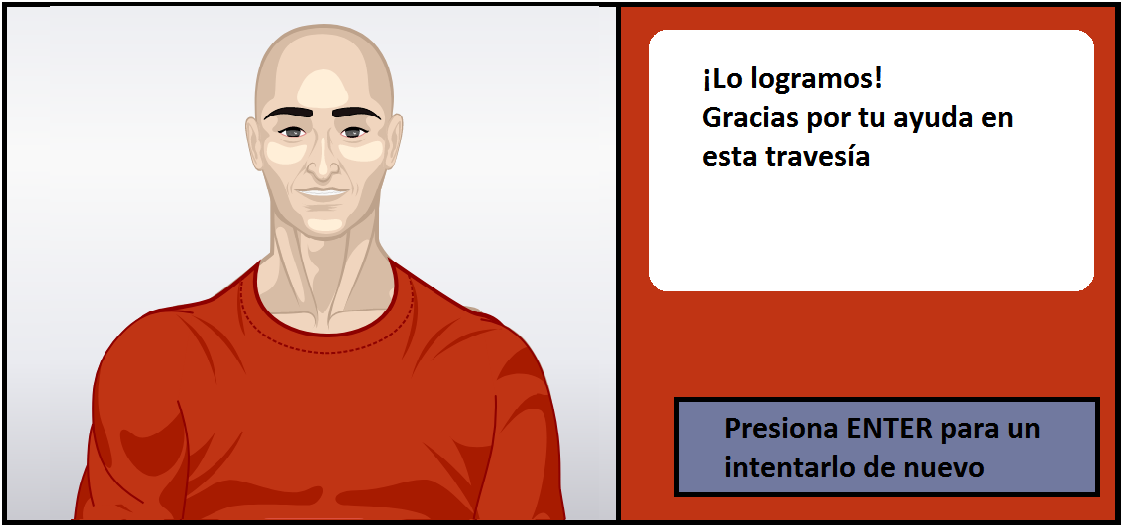 ¡Lo logramos!
Gracias por tu ayuda en
esta travesía
Presiona ENTER para un
intentarlo de nuevo